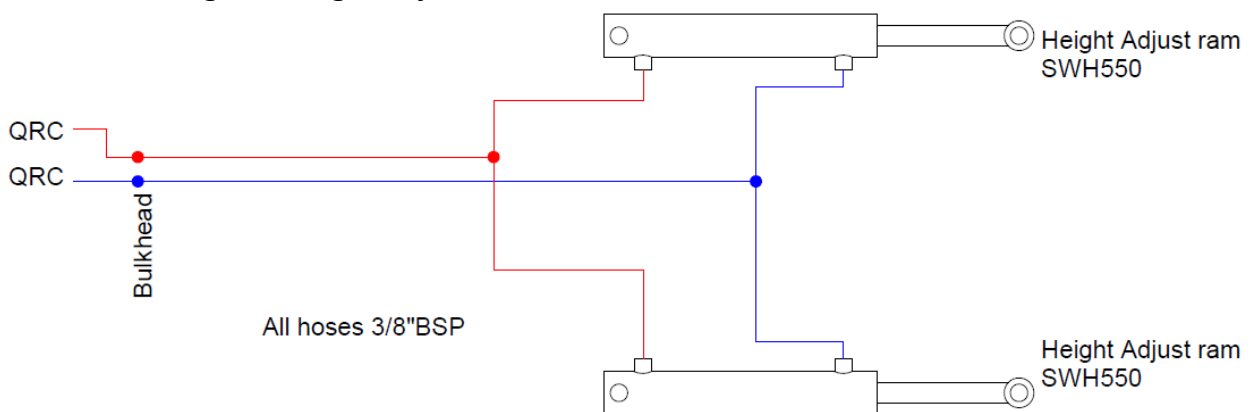 Height Adjust ram
SWH550
QRC
QRC
Bulkhead
All hoses 3/8"BSP
Height Adjust ram
SWH550